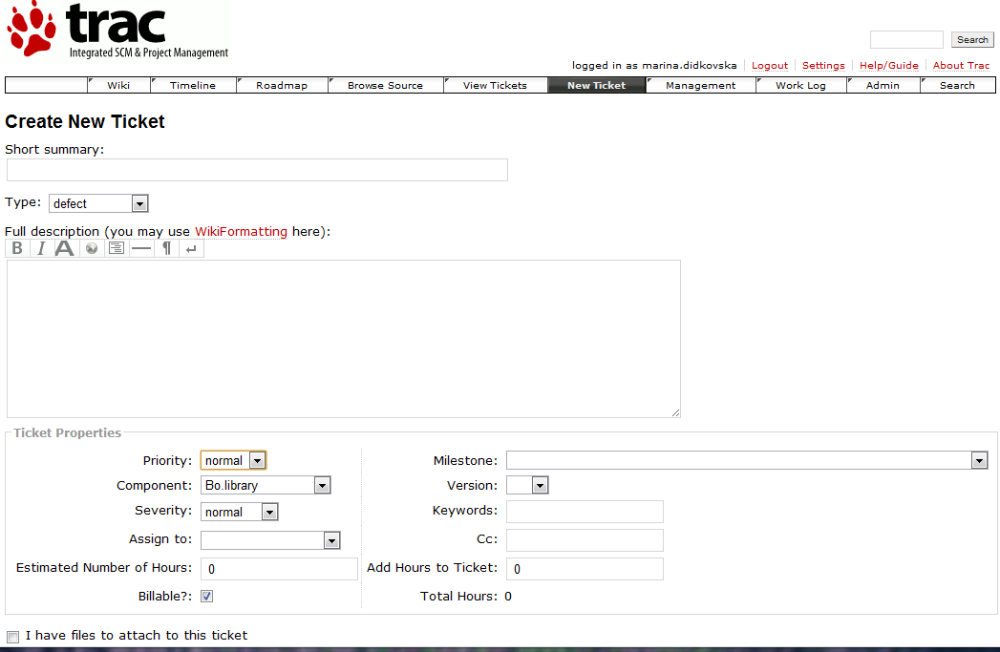 trac
Integrated SCM & Project Management
Search
logged in as marina.didkovska Logout Settings Help/Guide About Trac
Wiki Timeline Roadmap Browse Source View Tickets New Ticket Management Work Log Admin Search
Create New Ticket
Short summary:
Type: defect
Full description (you may use WikiFormatting here):
B I A ¶ ↵
Ticket Properties
Priority: normal Milestone:
Component: Bo.library Version:
Severity: normal Keywords:
Assign to: Cc:
Estimated Number of Hours: 0 Add Hours to Ticket: 0
Billable?: Total Hours: 0
I have files to attach to this ticket